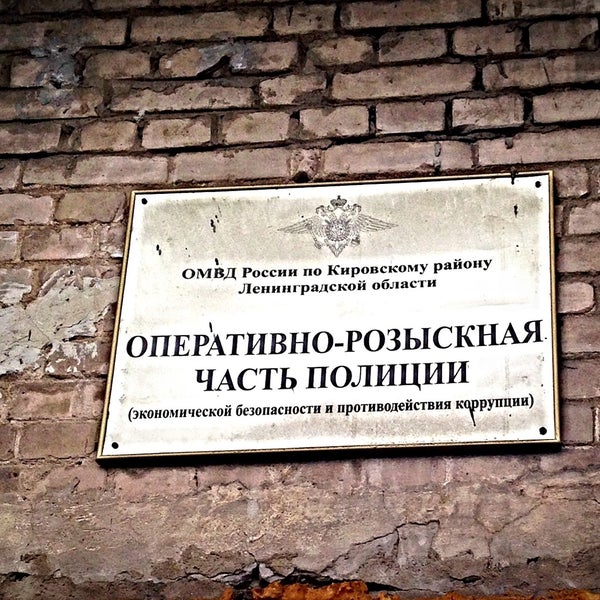 ОМВД России по Кировскому району
Ленинградской области
ОПЕРАТИВНО-РОЗЫСКНАЯ
ЧАСТЬ ПОЛИЦИИ
(экономической безопасности и противодействия коррупции)